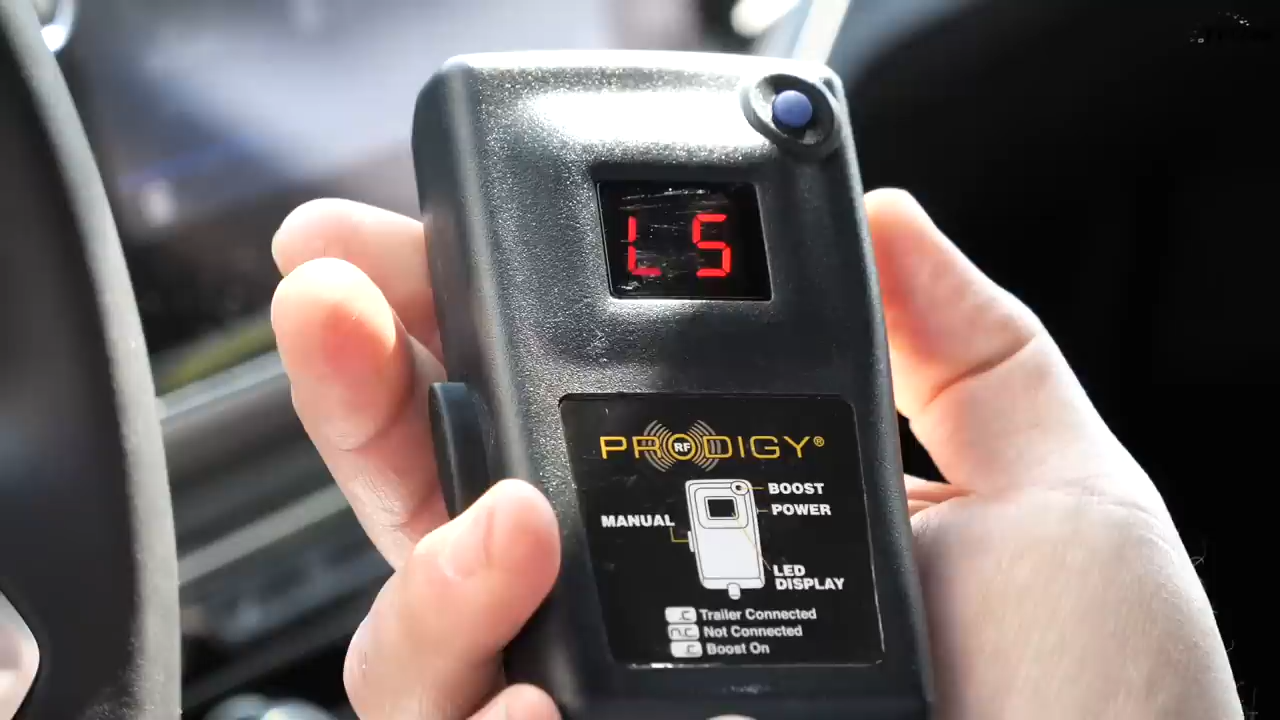 L5
PRODIGY®
RF
BOOST
POWER
MANUAL
LED
DISPLAY
c Trailer Connected
n.c. Not Connected
c. Boost On